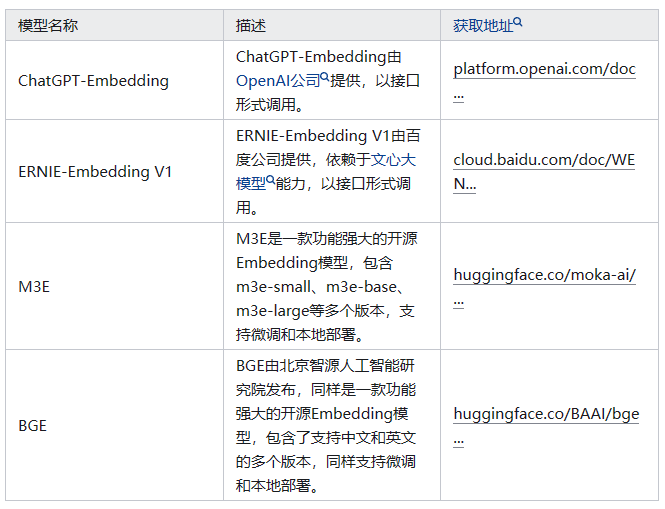 模型名称
描述
获取地址
ChatGPT-Embedding
ChatGPT-Embedding由
OpenAI公司提供，以接口
形式调用。
platform.openai.com/doc
...
ERNIE-Embedding V1
ERNIE-Embedding V1由百
度公司提供，依赖于文心大
模型能力，以接口形式调
用。
cloud.baidu.com/doc/WE
N...
M3E
M3E是一款功能强大的开源
Embedding模型，包含
m3e-small、m3e-base、
m3e-large等多个版本，支
持微调和本地部署。
huggingface.co/moka-ai/
...
BGE
BGE由北京智源人工智能研
究院发布，同样是一款功能
强大的开源Embedding模
型，包含了支持中文和英文
的多个版本，同样支持微调
和本地部署。
huggingface.co/BAAI/bge
...